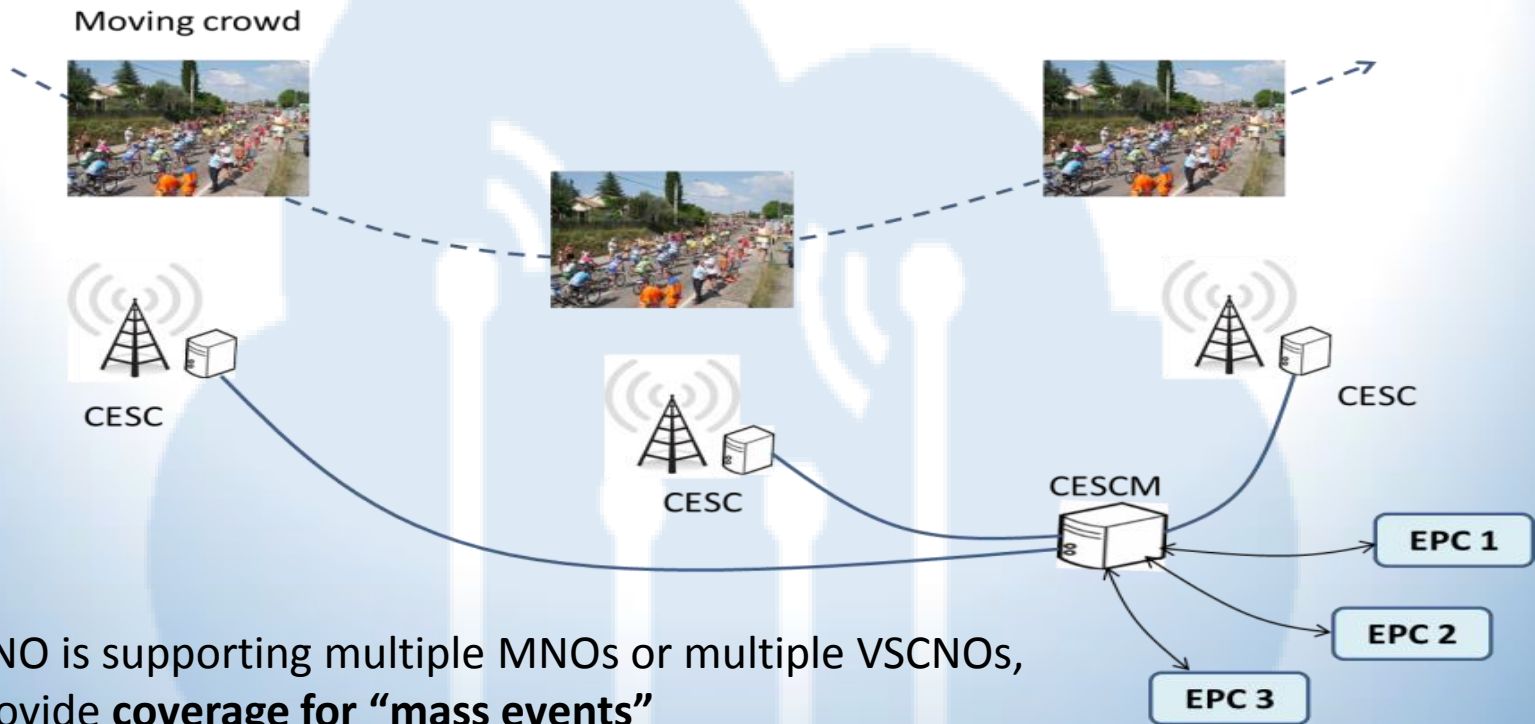 Moving crowd
CESC
CESC
CESC
CESCM
EPC 1
EPC 2
EPC 3
NO is supporting multiple MNOs or multiple VSCNOs,
ovide coverage for “mass events”